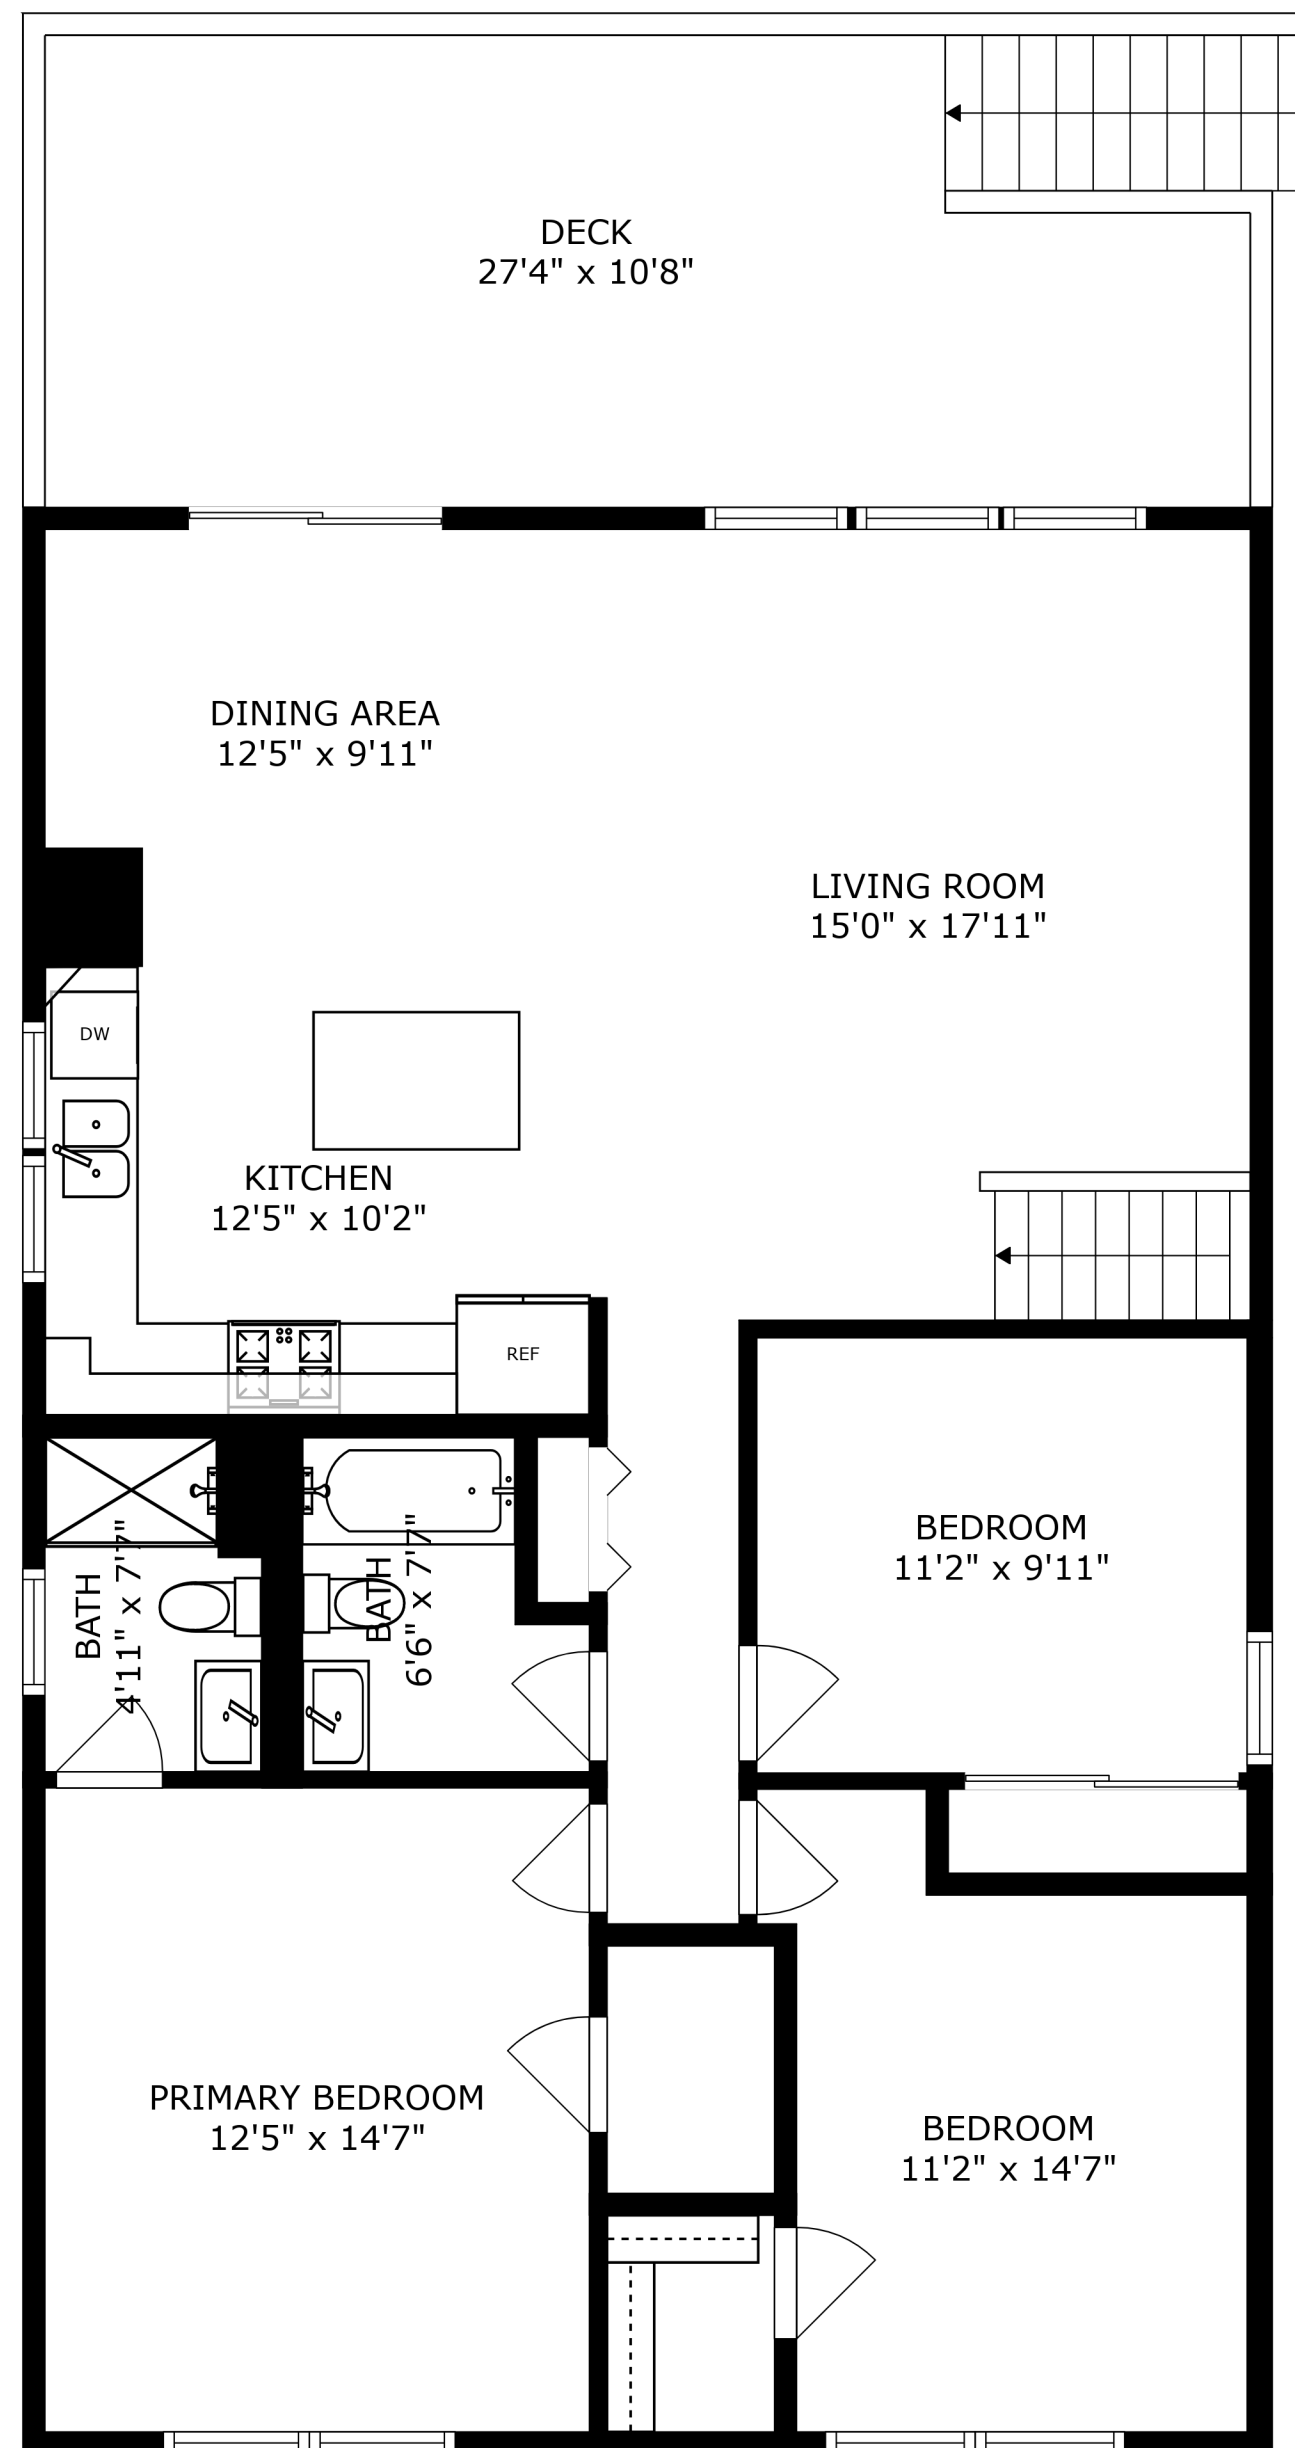 DECK
27'4" x 10'8"
DINING AREA
12'5" x 9'11"
LIVING ROOM
15'0" x 17'11"
DW
KITCHEN
12'5" x 10'2"
REF
BATH
4'11" x 7'7"
BATH
6'6" x 7'7"
BEDROOM
11'2" x 9'11"
PRIMARY BEDROOM
12'5" x 14'7"
BEDROOM
11'2" x 14'7"